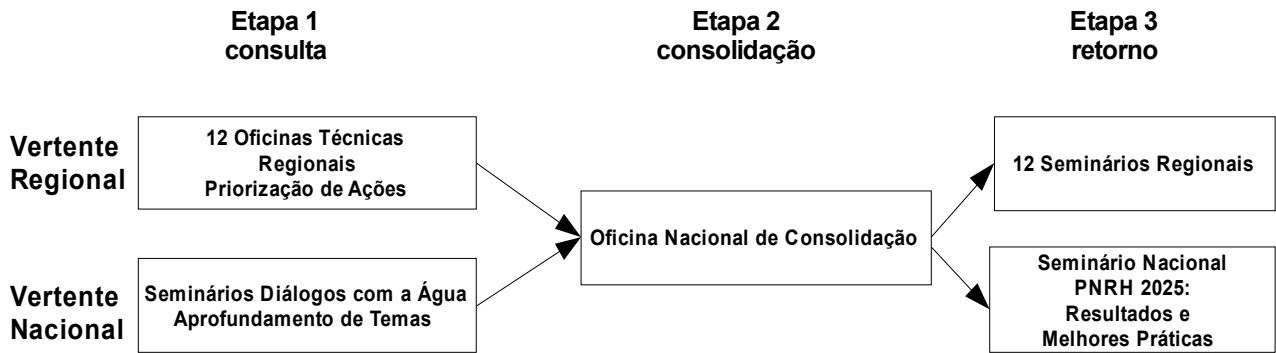 Etapa 1
consulta
Etapa 2
consolidação
Etapa 3
retorno
Vertente
Regional
12 Oficinas Técnicas
Regionais
Priorização de Ações
12 Seminários Regionais
Oficina Nacional de Consolidação
Vertente
Nacional
Seminários Diálogos com a Água
Aprofundamento de Temas
Seminário Nacional
PNRH 2025:
Resultados e
Melhores Práticas